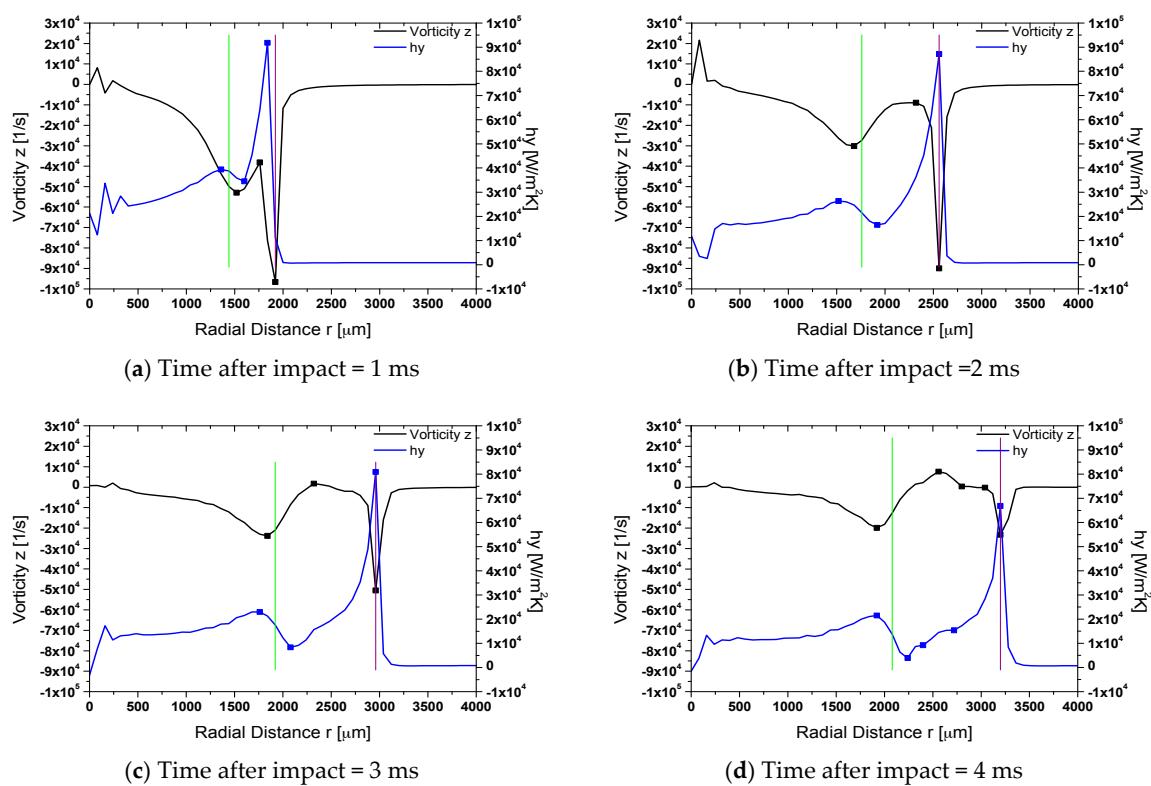 3x10⁴
2x10⁴
1x10⁴
0
-1x10⁴
-2x10⁴
-3x10⁴
-4x10⁴
-5x10⁴
-6x10⁴
-7x10⁴
-8x10⁴
-9x10⁴
-1x10⁵
Vorticity z [1/s]
Vorticity z
hy
1x10⁵
9x10⁴
8x10⁴
7x10⁴
6x10⁴
5x10⁴
4x10⁴
3x10⁴
2x10⁴
1x10⁴
0
-1x10⁴
hy [W/m²K]
0 500 1000 1500 2000 2500 3000 3500 4000
Radial Distance r [μm]
(a) Time after impact = 1 ms
3x10⁴
2x10⁴
1x10⁴
0
-1x10⁴
-2x10⁴
-3x10⁴
-4x10⁴
-5x10⁴
-6x10⁴
-7x10⁴
-8x10⁴
-9x10⁴
-1x10⁵
Vorticity z [1/s]
Vorticity z
hy
1x10⁵
9x10⁴
8x10⁴
7x10⁴
6x10⁴
5x10⁴
4x10⁴
3x10⁴
2x10⁴
1x10⁴
0
-1x10⁴
hy [W/m²K]
0 500 1000 1500 2000 2500 3000 3500 4000
Radial Distance r [μm]
(b) Time after impact =2 ms
3x10⁴
2x10⁴
1x10⁴
0
-1x10⁴
-2x10⁴
-3x10⁴
-4x10⁴
-5x10⁴
-6x10⁴
-7x10⁴
-8x10⁴
-9x10⁴
-1x10⁵
Vorticity z [1/s]
Vorticity z
hy
1x10⁵
9x10⁴
8x10⁴
7x10⁴
6x10⁴
5x10⁴
4x10⁴
3x10⁴
2x10⁴
1x10⁴
0
-1x10⁴
hy [W/m²K]
0 500 1000 1500 2000 2500 3000 3500 4000
Radial Distance r [μm]
(c) Time after impact = 3 ms
3x10⁴
2x10⁴
1x10⁴
0
-1x10⁴
-2x10⁴
-3x10⁴
-4x10⁴
-5x10⁴
-6x10⁴
-7x10⁴
-8x10⁴
-9x10⁴
-1x10⁵
Vorticity z [1/s]
Vorticity z
hy
1x10⁵
9x10⁴
8x10⁴
7x10⁴
6x10⁴
5x10⁴
4x10⁴
3x10⁴
2x10⁴
1x10⁴
0
-1x10⁴
hy [W/m²K]
0 500 1000 1500 2000 2500 3000 3500 4000
Radial Distance r [μm]
(d) Time after impact = 4 ms